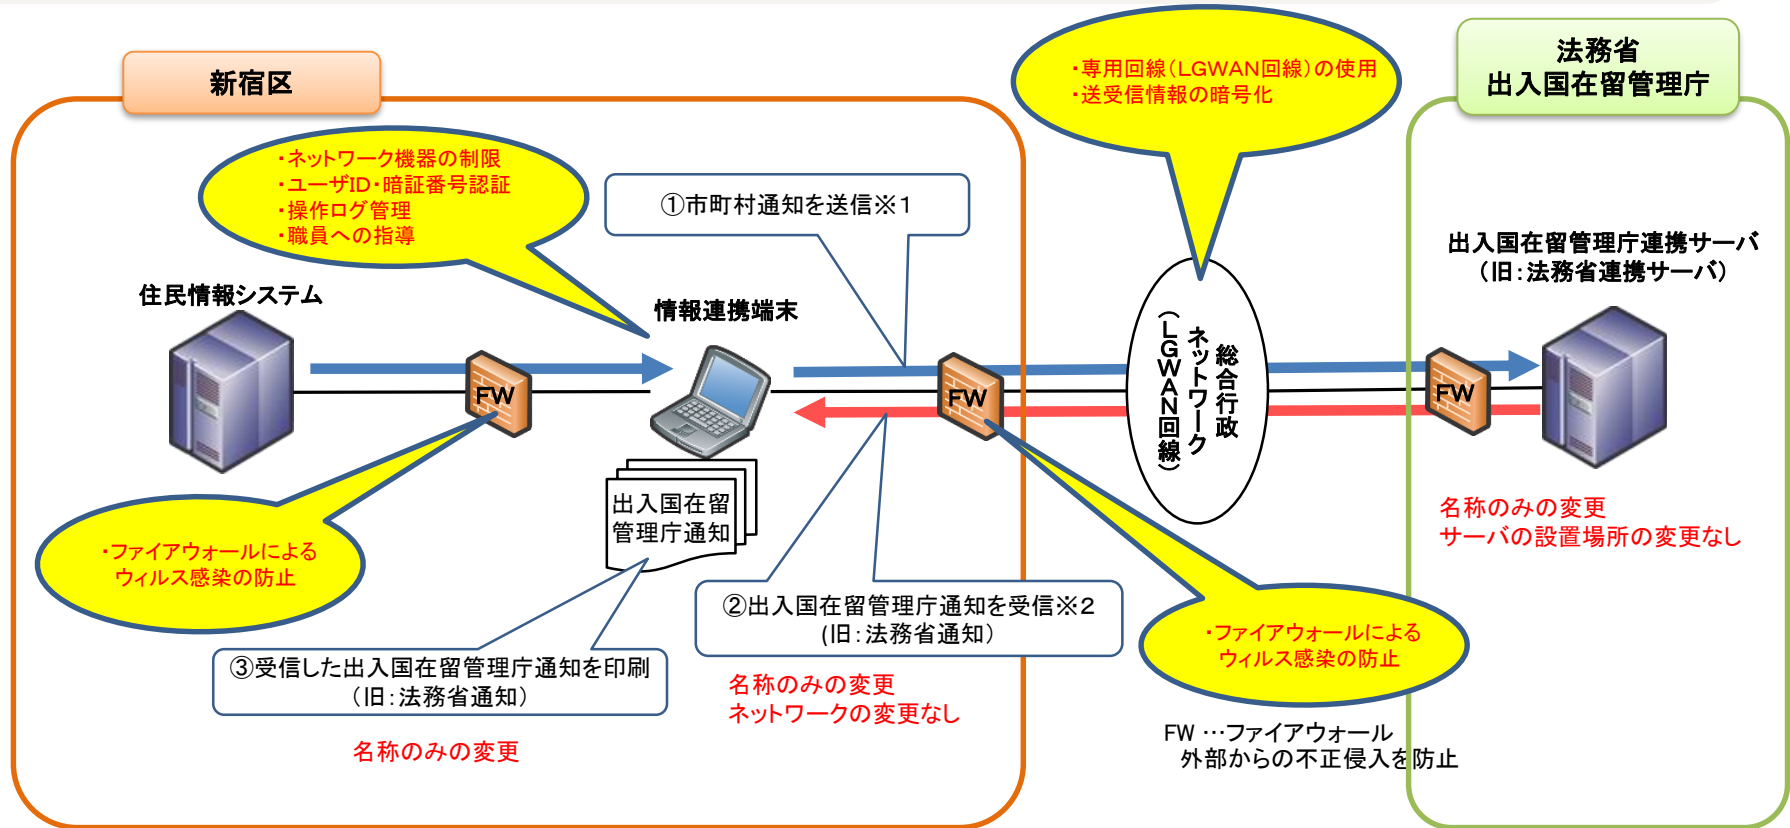 新宿区
法務省
出入国在留管理庁
・専用回線(LGWAN回線)の使用
・送受信情報の暗号化
・ネットワーク機器の制限
・ユーザID・暗証番号認証
・操作ログ管理
・職員への指導
①市町村通知を送信※1
出入国在留管理庁連携サーバ
(旧:法務省連携サーバ)
住民情報システム
情報連携端末
総合行政
ネットワーク
(LGWAN回線)
FW
FW
FW
出入国在留
管理庁通知
・ファイアウォールによる
ウィルス感染の防止
名称のみの変更
サーバの設置場所の変更なし
②出入国在留管理庁通知を受信※2
(旧:法務省通知)
・ファイアウォールによる
ウィルス感染の防止
③受信した出入国在留管理庁通知を印刷
(旧:法務省通知)
名称のみの変更
ネットワークの変更なし
名称のみの変更
FW …ファイアウォール
外部からの不正侵入を防止